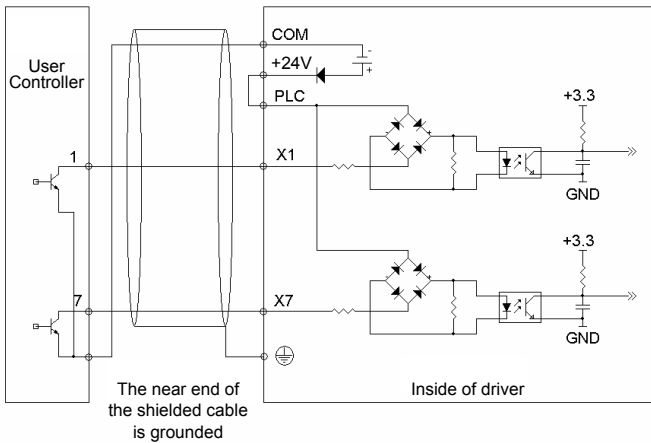 User
Controller
COM
+24V
PLC
-
+
+3.3
1
X1
-
+
GND
+3.3
7
X7
-
+
GND
The near end of
the shielded cable
is grounded
Inside of driver